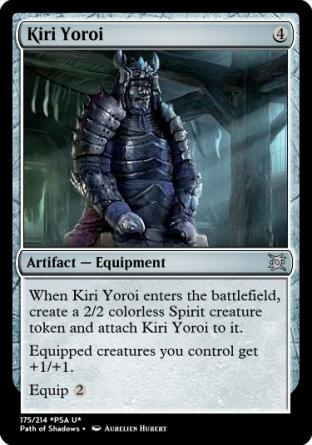 Kiri Yoroi 4
Artifact — Equipment
When Kiri Yoroi enters the battlefield,
create a 2/2 colorless Spirit creature
token and attach Kiri Yoroi to it.
Equipped creatures you control get
+1/+1.
Equip 2
175/214 *PSA U*
Path of Shadows • Aurelien Hubert